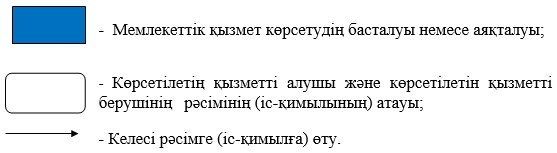 - Мемлекеттік қызмет көрсетудің басталуы немесе аяқталуы;
- Көрсетілетің қызметті алушы және көрсетілетін қызметті
берушінің рәсімінің (іс-қимылының) атауы;
- Келесі рәсімге (іс-қимылға) өту.